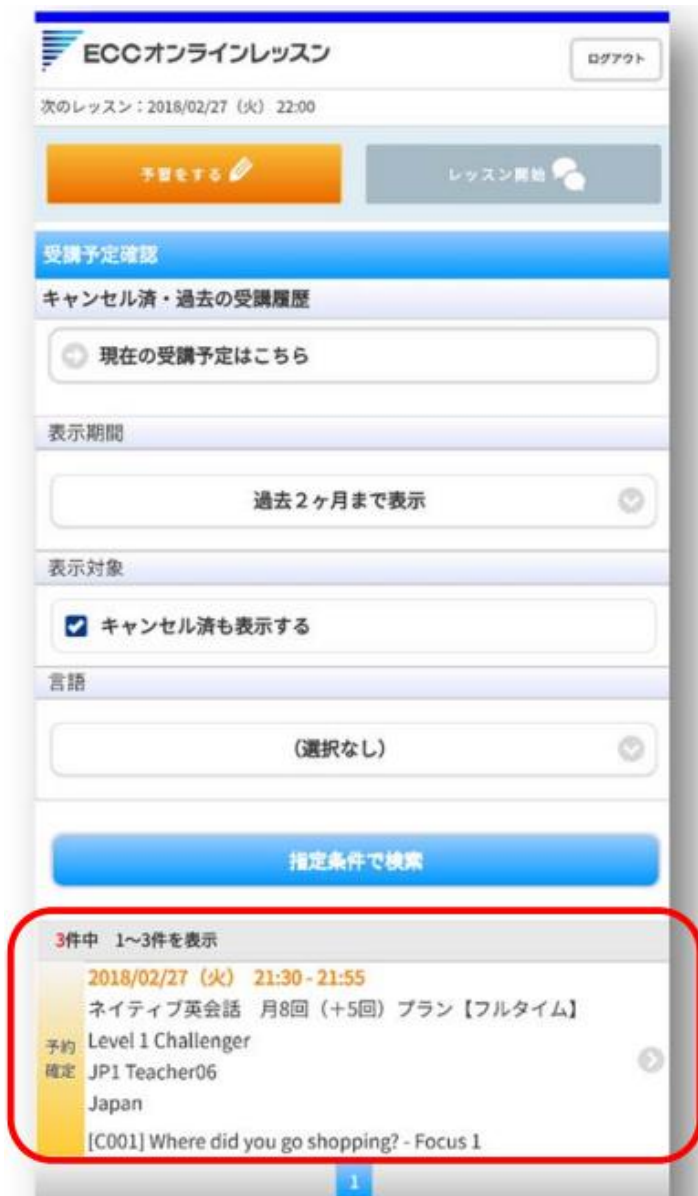 ECCオンラインレッスン
ログアウト
次のレッスン：2018/02/27（火） 22:00
予習をする
レッスン開始
受講予定確認
キャンセル済・過去の受講履歴
現在の受講予定はこちら
表示期間
過去２ヶ月まで表示
表示対象
キャンセル済も表示する
言語
（選択なし）
指定条件で検索
3件中　1〜3件を表示
2018/02/27（火） 21:30 - 21:55
ネイティブ英会話　月8回（＋5回）プラン【フルタイム】
予約
確定
Level 1 Challenger
JP1 Teacher06
Japan
[C001] Where did you go shopping? - Focus 1
1